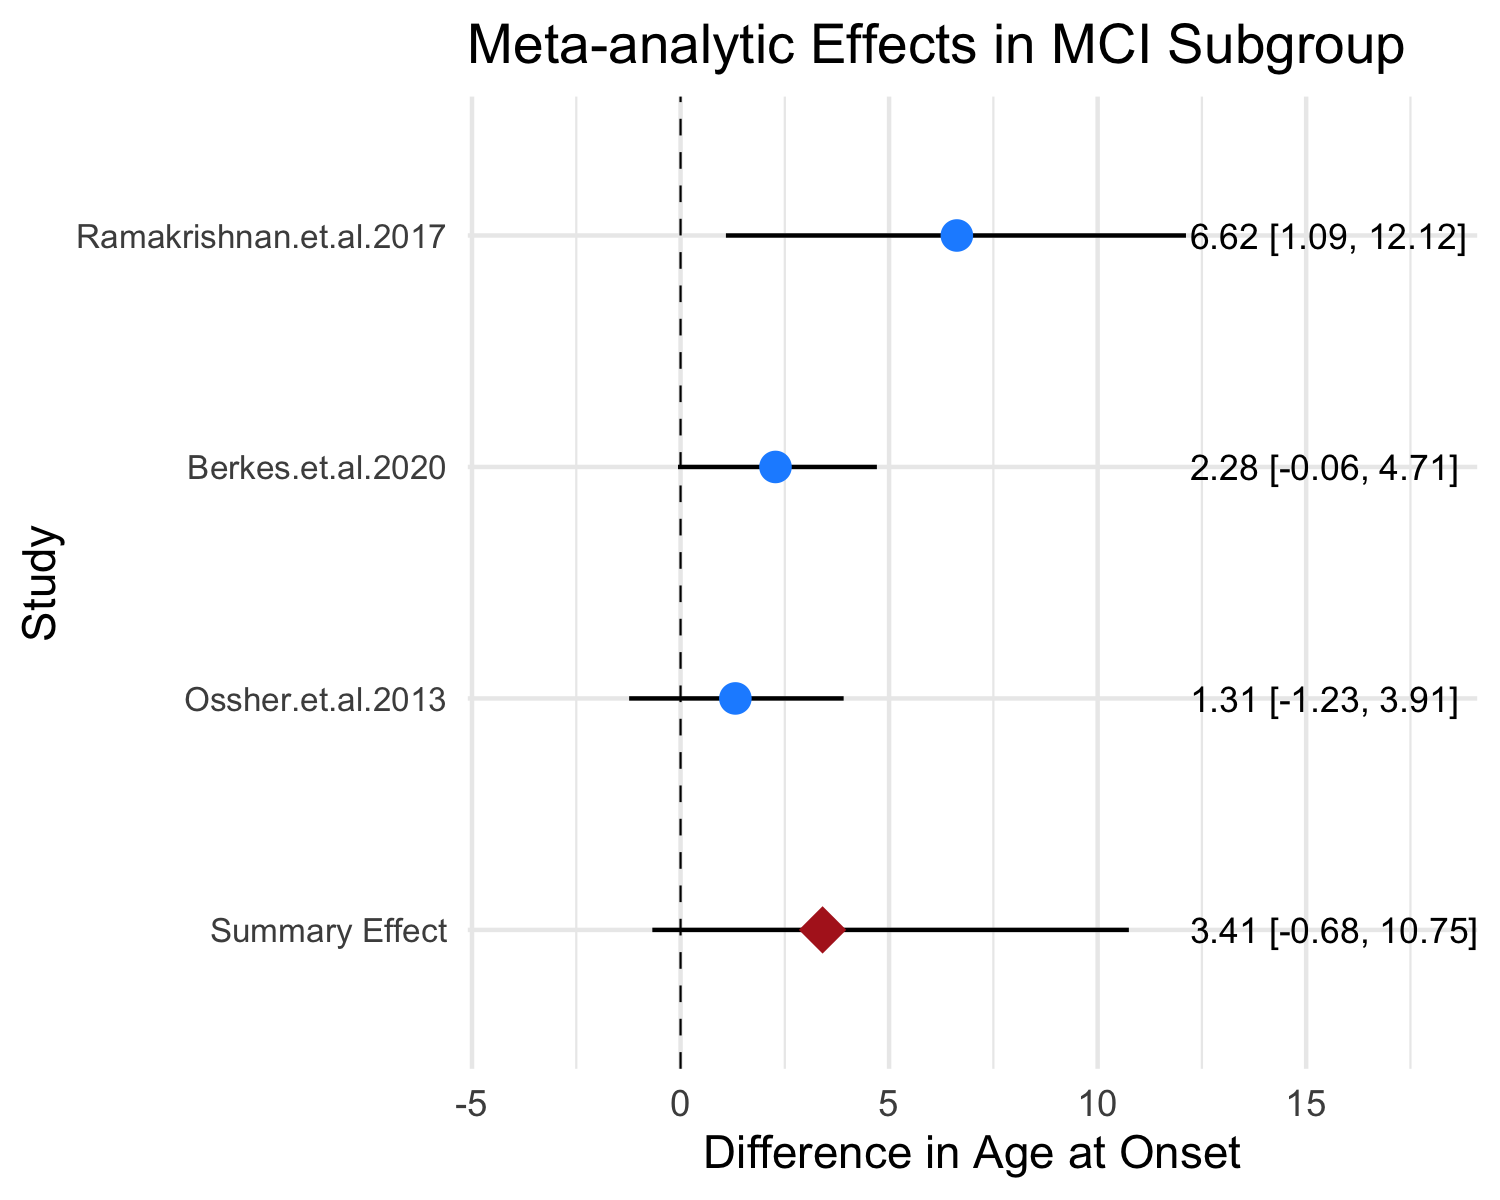 Meta-analytic Effects in MCI Subgroup
Ramakrishnan.et.al.2017
6.62 [1.09, 12.12]
Berkes.et.al.2020
2.28 [-0.06, 4.71]
Study
Ossher.et.al.2013
1.31 [-1.23, 3.91]
Summary Effect
3.41 [-0.68, 10.75]
-5 0 5 10 15
Difference in Age at Onset